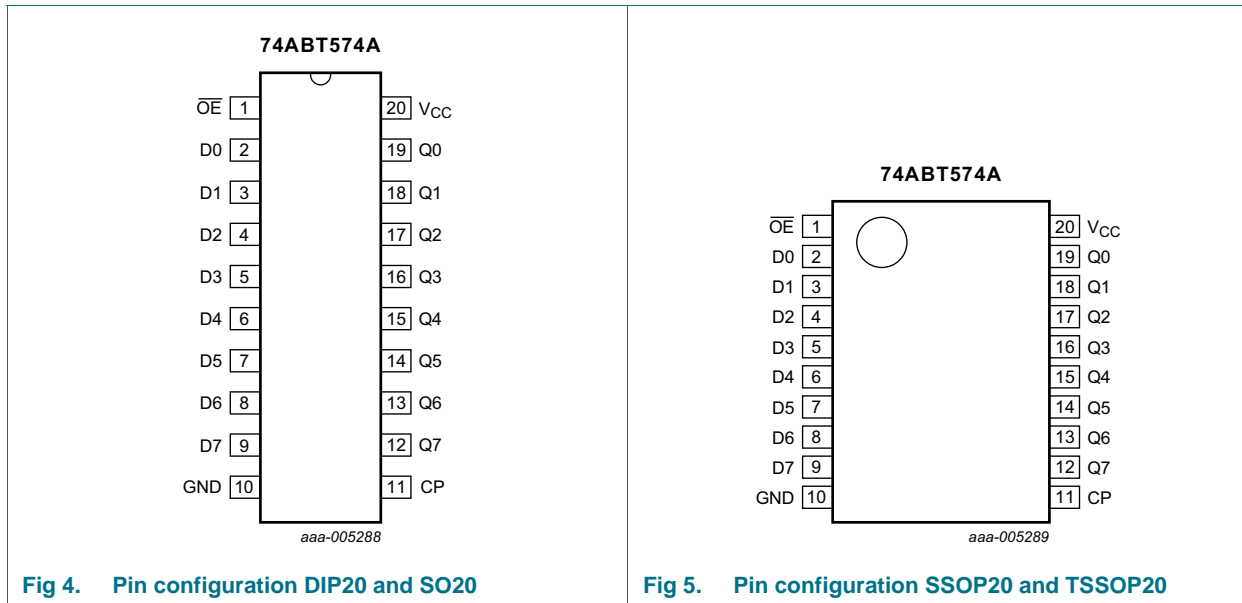 74ABT574A
OE 1 20 VCC
D0 2 19 Q0
D1 3 18 Q1
D2 4 17 Q2
D3 5 16 Q3
D4 6 15 Q4
D5 7 14 Q5
D6 8 13 Q6
D7 9 12 Q7
GND 10 11 CP
aaa-005288
Fig 4. Pin configuration DIP20 and SO20
74ABT574A
OE 1 20 VCC
D0 2 19 Q0
D1 3 18 Q1
D2 4 17 Q2
D3 5 16 Q3
D4 6 15 Q4
D5 7 14 Q5
D6 8 13 Q6
D7 9 12 Q7
GND 10 11 CP
aaa-005289
Fig 5. Pin configuration SSOP20 and TSSOP20